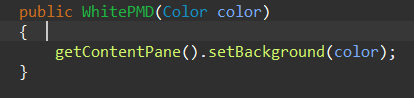 public WhitePMD(Color color)
{
getContentPane().setBackground(color);
}